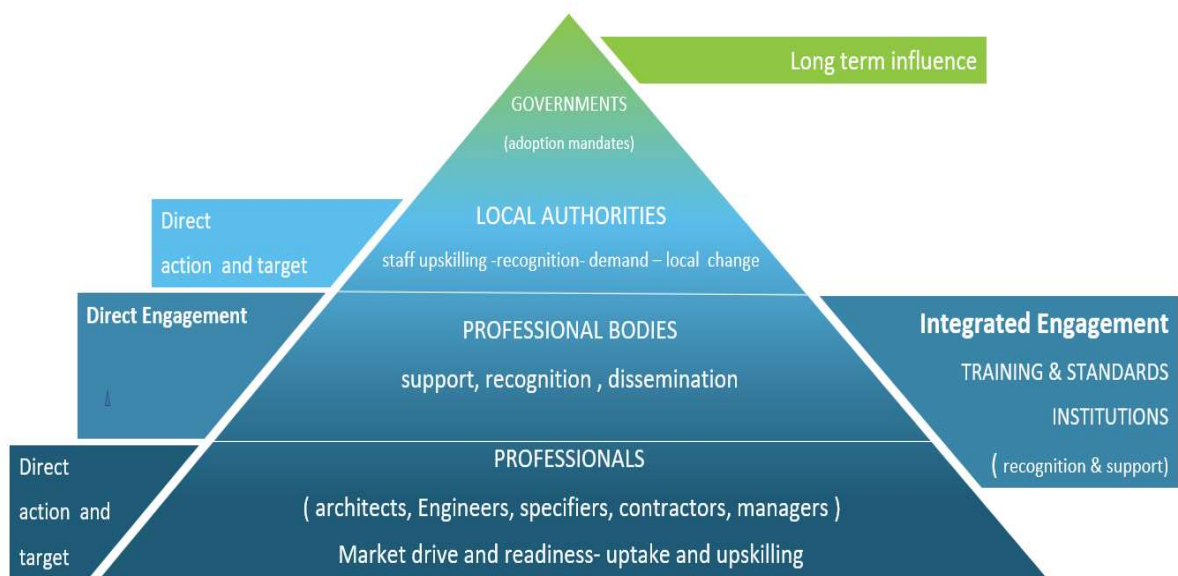 Long term influence
GOVERNMENTS
(adoption mandates)
Direct
action and target
LOCAL AUTHORITIES
staff upskilling -recognition- demand – local change
Direct Engagement
PROFESSIONAL BODIES
support, recognition , dissemination
Integrated Engagement
TRAINING & STANDARDS
INSTITUTIONS
( recognition & support)
Direct
action and
target
PROFESSIONALS
( architects, Engineers, specifiers, contractors, managers )
Market drive and readiness- uptake and upskilling